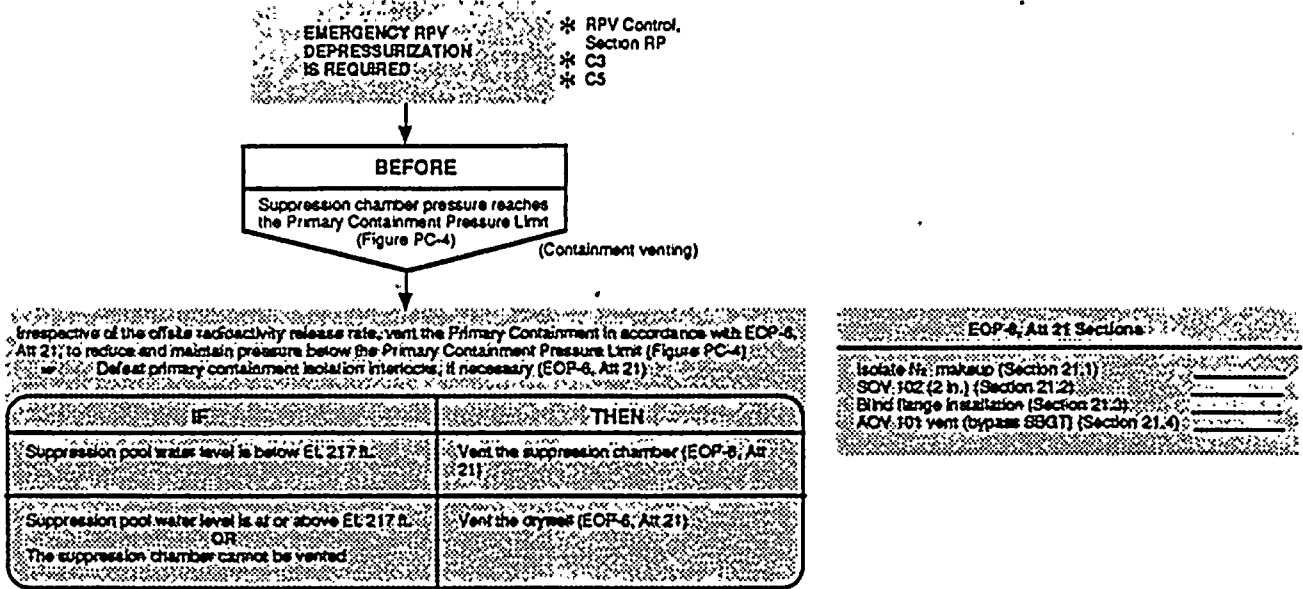 EMERGENCY RPV
DEPRESSURIZATION
IS REQUIRED
* RPV Control,
Section RP
* C3
* C5
BEFORE
Suppression chamber pressure reaches
the Primary Containment Pressure Limit
(Figure PC-4)
(Containment venting)
Irrespective of the offsite radioactivity release rate, vent the Primary Containment in accordance with EOP-6,
Att 21, to reduce and maintain pressure below the Primary Containment Pressure Limit (Figure PC-4)
Defeat primary containment isolation interlocks, if necessary (EOP-6, Att 21)
IF
THEN
Suppression pool water level is below EL 217 ft.
Vent the suppression chamber (EOP-6, Att
21)
Suppression pool water level is at or above EL 217 ft.
OR
The suppression chamber cannot be vented
Vent the drywell (EOP-6, Att 21)
EOP-6, Att 21 Sections
Isolate N2 makeup (Section 21.1)
SOV 102 (2 in.) (Section 21.2)
Blind flange installation (Section 21.3)
AOV 101 vent (bypass SBGT) (Section 21.4)